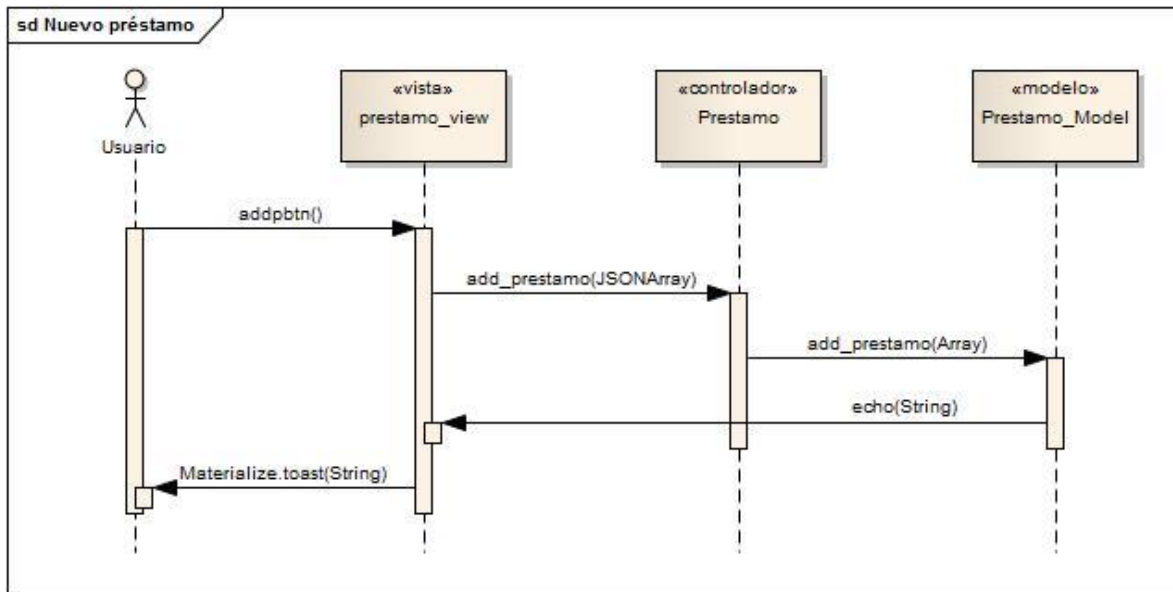 sd Nuevo préstamo
Usuario
«vista»
prestamo_view
«controlador»
Prestamo
«modelo»
Prestamo_Model
addpbtn()
add_prestamo(JSONArray)
add_prestamo(Array)
echo(String)
Materialize.toast(String)